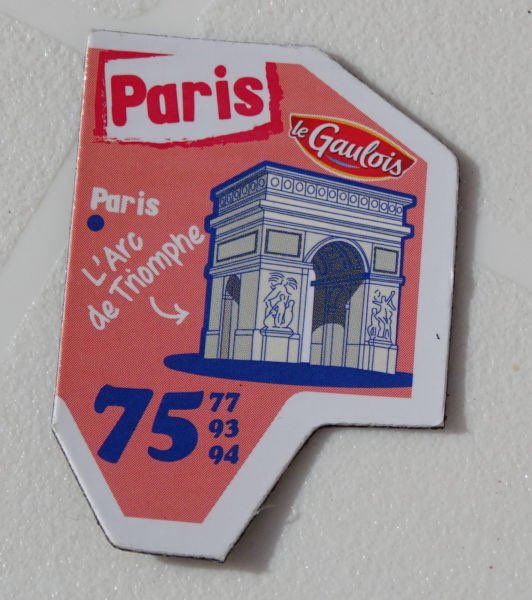 Paris
le Gaulois
Paris
L'Arc
de Triomphe
75
77
93
94